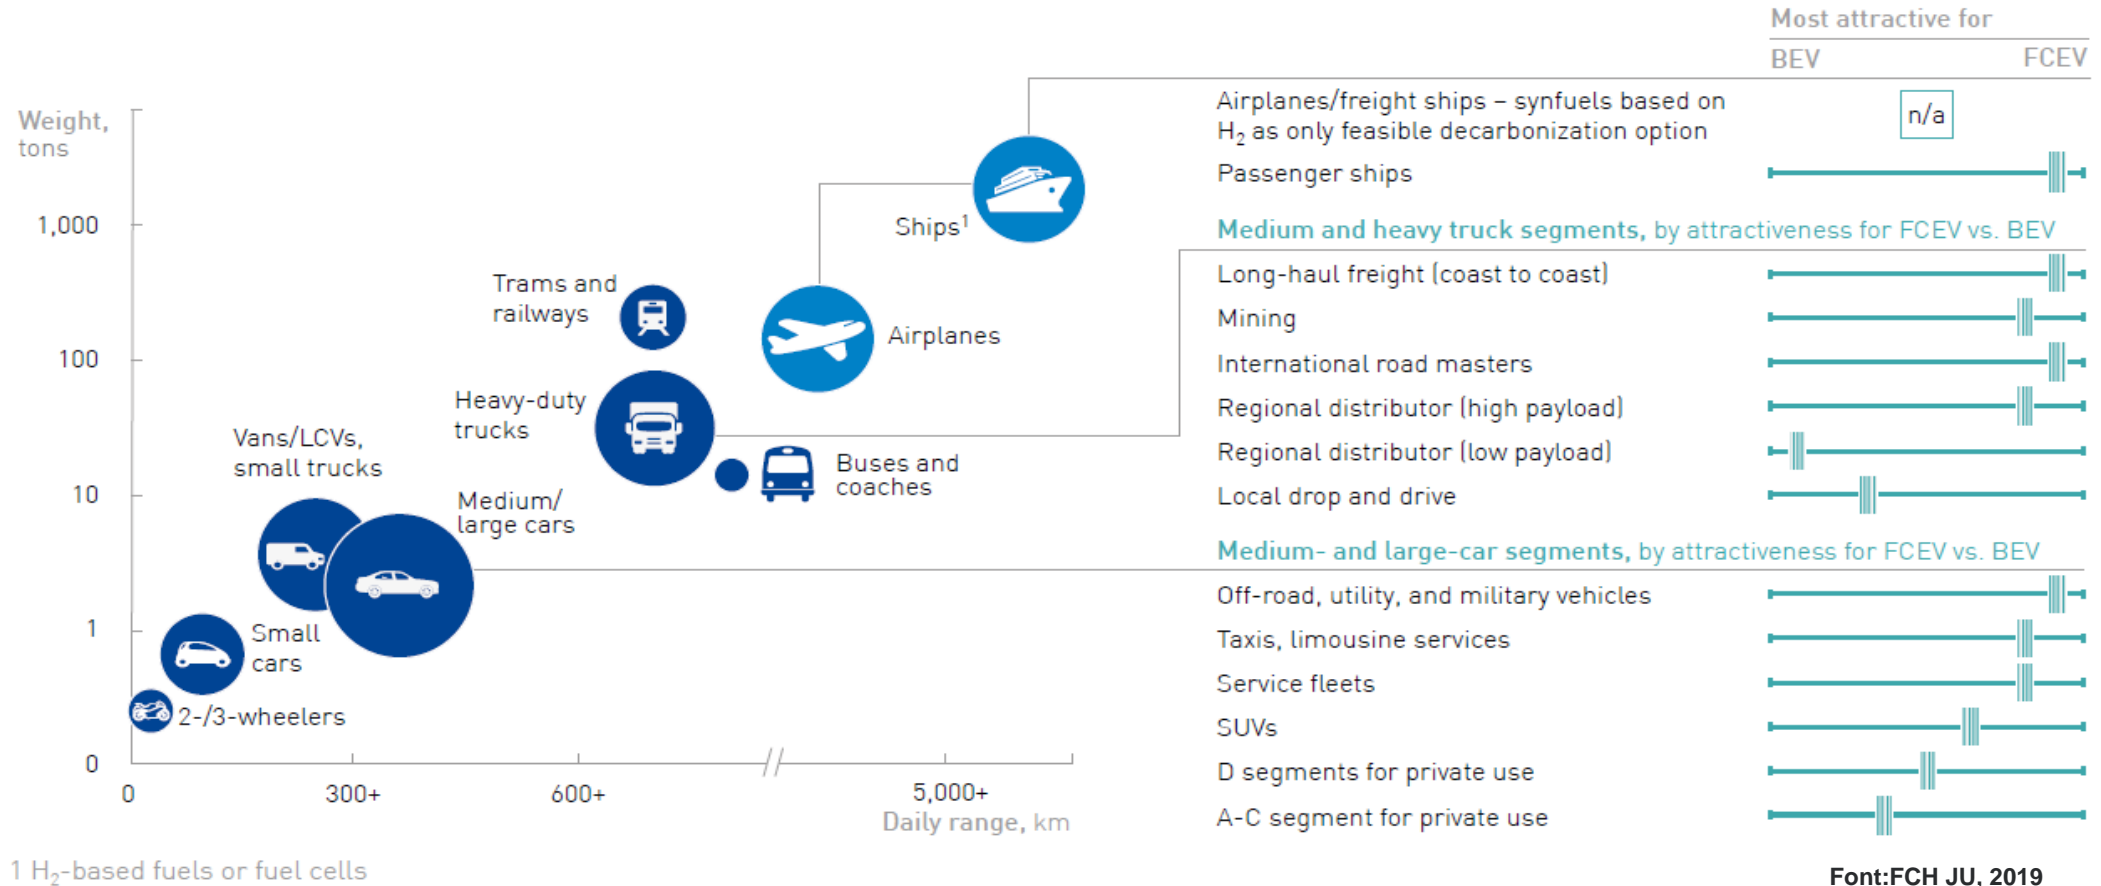 Most attractive for
BEV
FCEV
Weight,
tons
1,000
100
10
1
0
0
300+
600+
5,000+
Daily range, km
Ships¹
Trams and
railways
Airplanes
Heavy-duty
trucks
Buses and
coaches
Vans/LCVs,
small trucks
Medium/
large cars
Small
cars
2-/3-wheelers
Airplanes/freight ships – synfuels based on
H₂ as only feasible decarbonization option
n/a
Passenger ships
Medium and heavy truck segments, by attractiveness for FCEV vs. BEV
Long-haul freight (coast to coast)
Mining
International road masters
Regional distributor (high payload)
Regional distributor (low payload)
Local drop and drive
Medium- and large-car segments, by attractiveness for FCEV vs. BEV
Off-road, utility, and military vehicles
Taxis, limousine services
Service fleets
SUVs
D segments for private use
A-C segment for private use
1 H₂-based fuels or fuel cells
Font:FCH JU, 2019